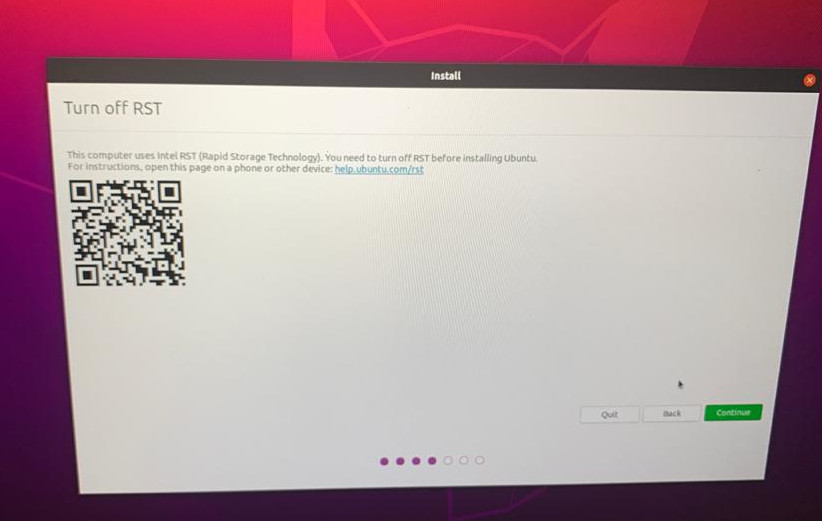 Install
Turn off RST
This computer uses Intel RST (Rapid Storage Technology). You need to turn off RST before installing Ubuntu.
For instructions, open this page on a phone or other device: help.ubuntu.com/rst
Quit Back Continue